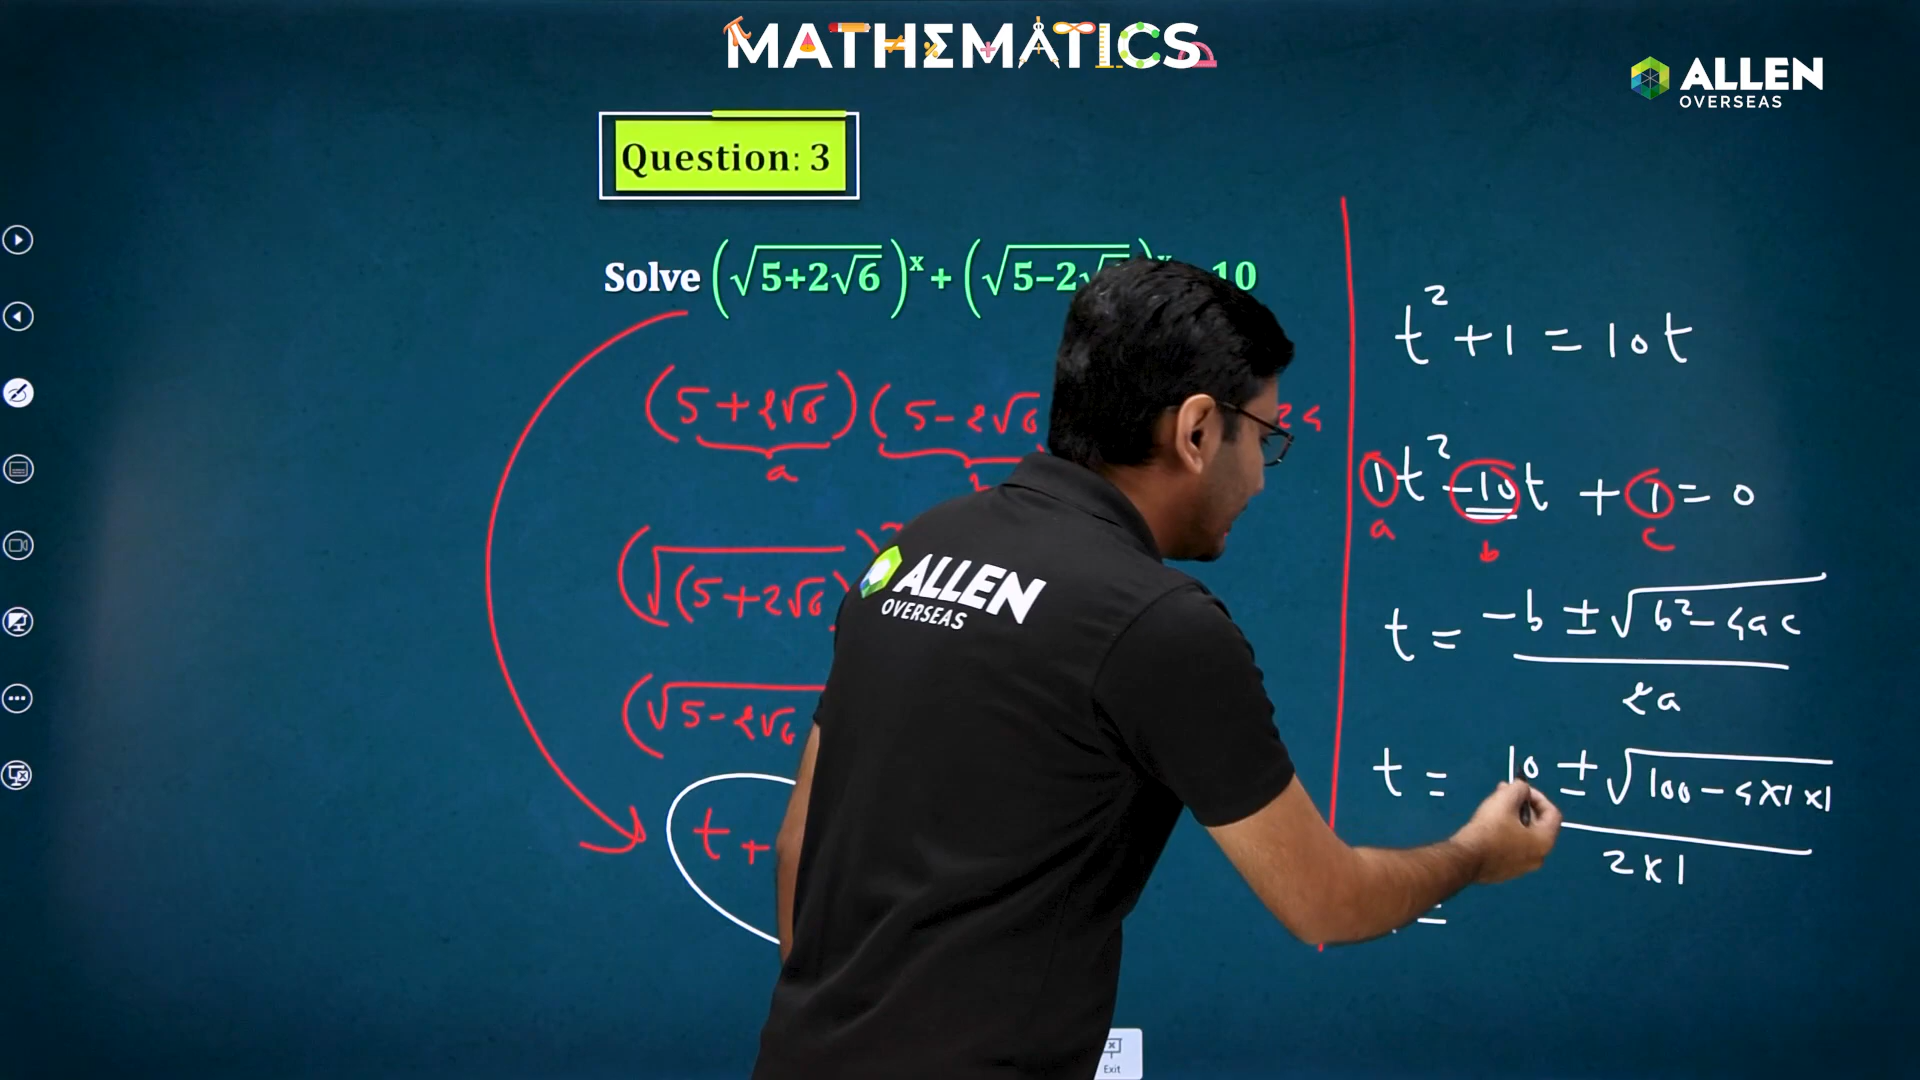 MATHEMATICS
ALLEN
OVERSEAS
Question: 3
Solve (√5+2√6)ˣ + (√5–2√ 10
(5+2√6)(5-2√6
a
(√(5+2√6)
(√5-2√6
t+
t²+1=10t
1t²-10t+1=0
a b c
t = -b ± √b²-4ac
2a
t = 10 ± √100-4×1×1
2×1
=
ALLEN
OVERSEAS
Exit